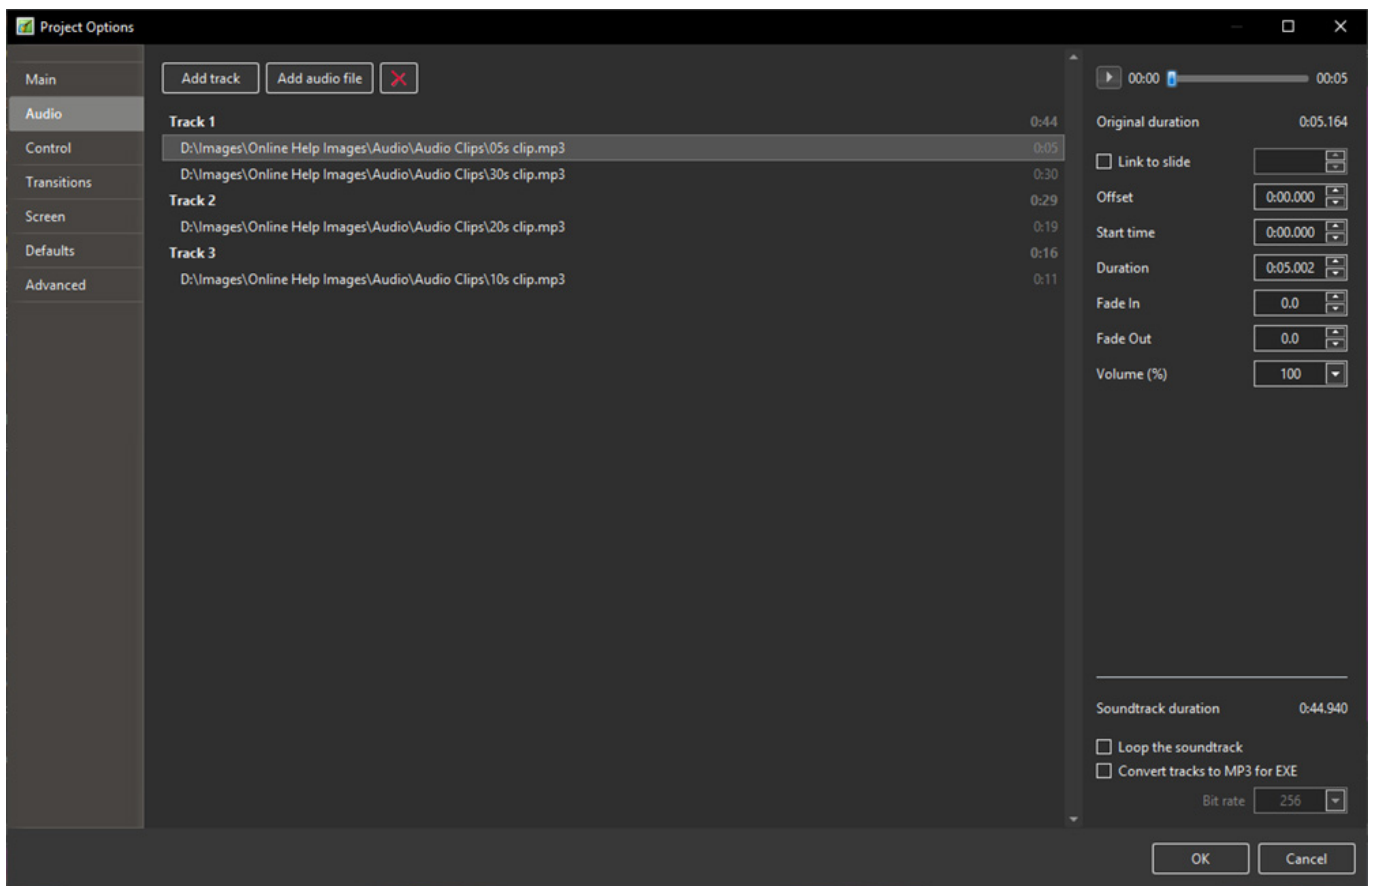 Project Options
Main
Audio
Control
Transitions
Screen
Defaults
Advanced
Add track Add audio file
Track 1 0:44
D:\Images\Online Help Images\Audio\Audio Clips\05s clip.mp3 0:05
D:\Images\Online Help Images\Audio\Audio Clips\30s clip.mp3 0:30
Track 2 0:29
D:\Images\Online Help Images\Audio\Audio Clips\20s clip.mp3 0:19
Track 3 0:16
D:\Images\Online Help Images\Audio\Audio Clips\10s clip.mp3 0:11
00:00 00:05
Original duration 0:05.164
Link to slide
Offset 0:00.000
Start time 0:00.000
Duration 0:05.002
Fade In 0.0
Fade Out 0.0
Volume (%) 100
Soundtrack duration 0:44.940
Loop the soundtrack
Convert tracks to MP3 for EXE
Bit rate 256
OK Cancel